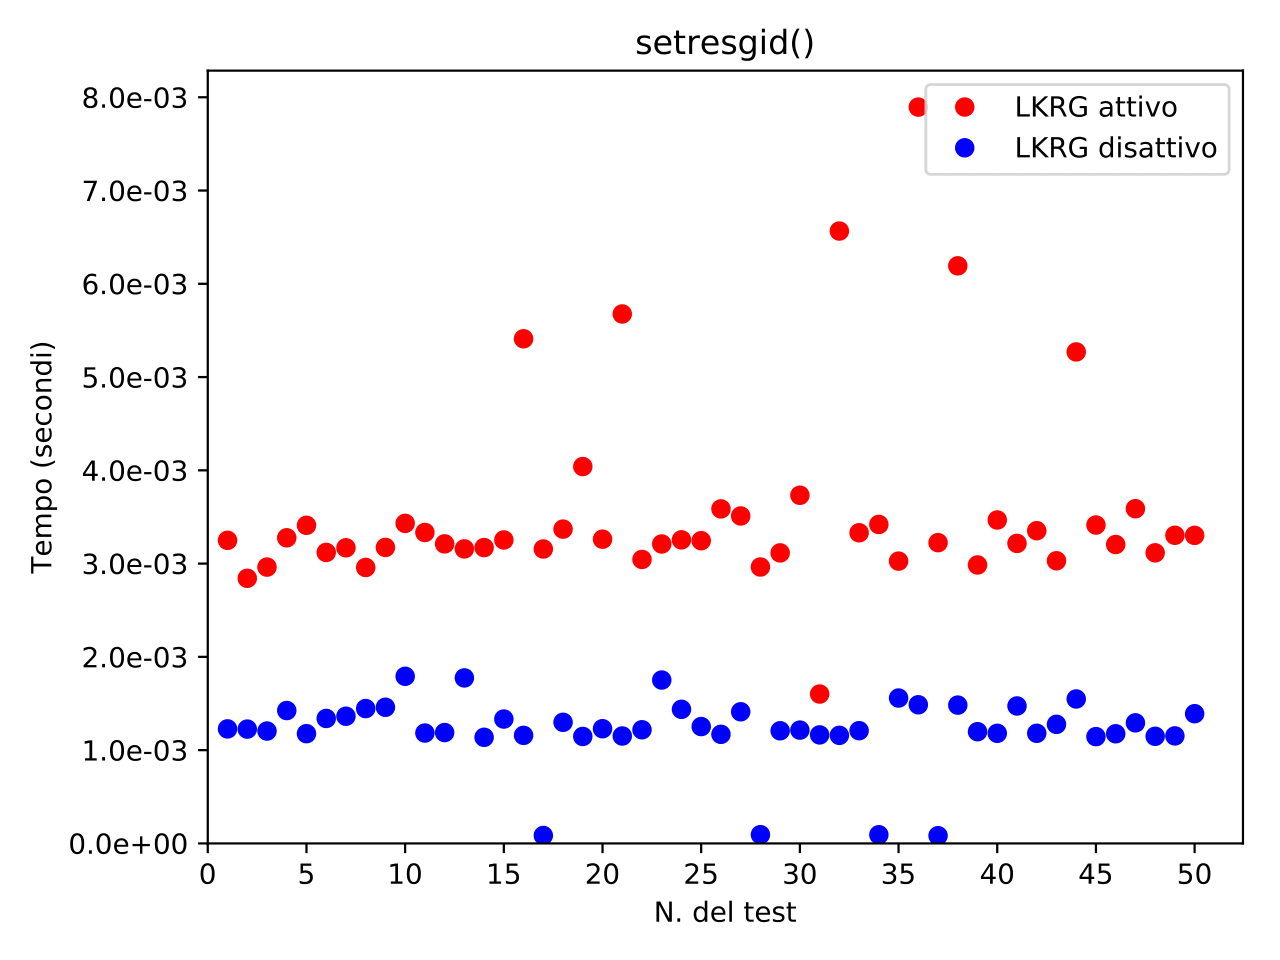 setresgid()
8.0e-03
7.0e-03
6.0e-03
5.0e-03
4.0e-03
3.0e-03
2.0e-03
1.0e-03
0.0e+00
Tempo (secondi)
LKRG attivo
LKRG disattivo
0 5 10 15 20 25 30 35 40 45 50
N. del test